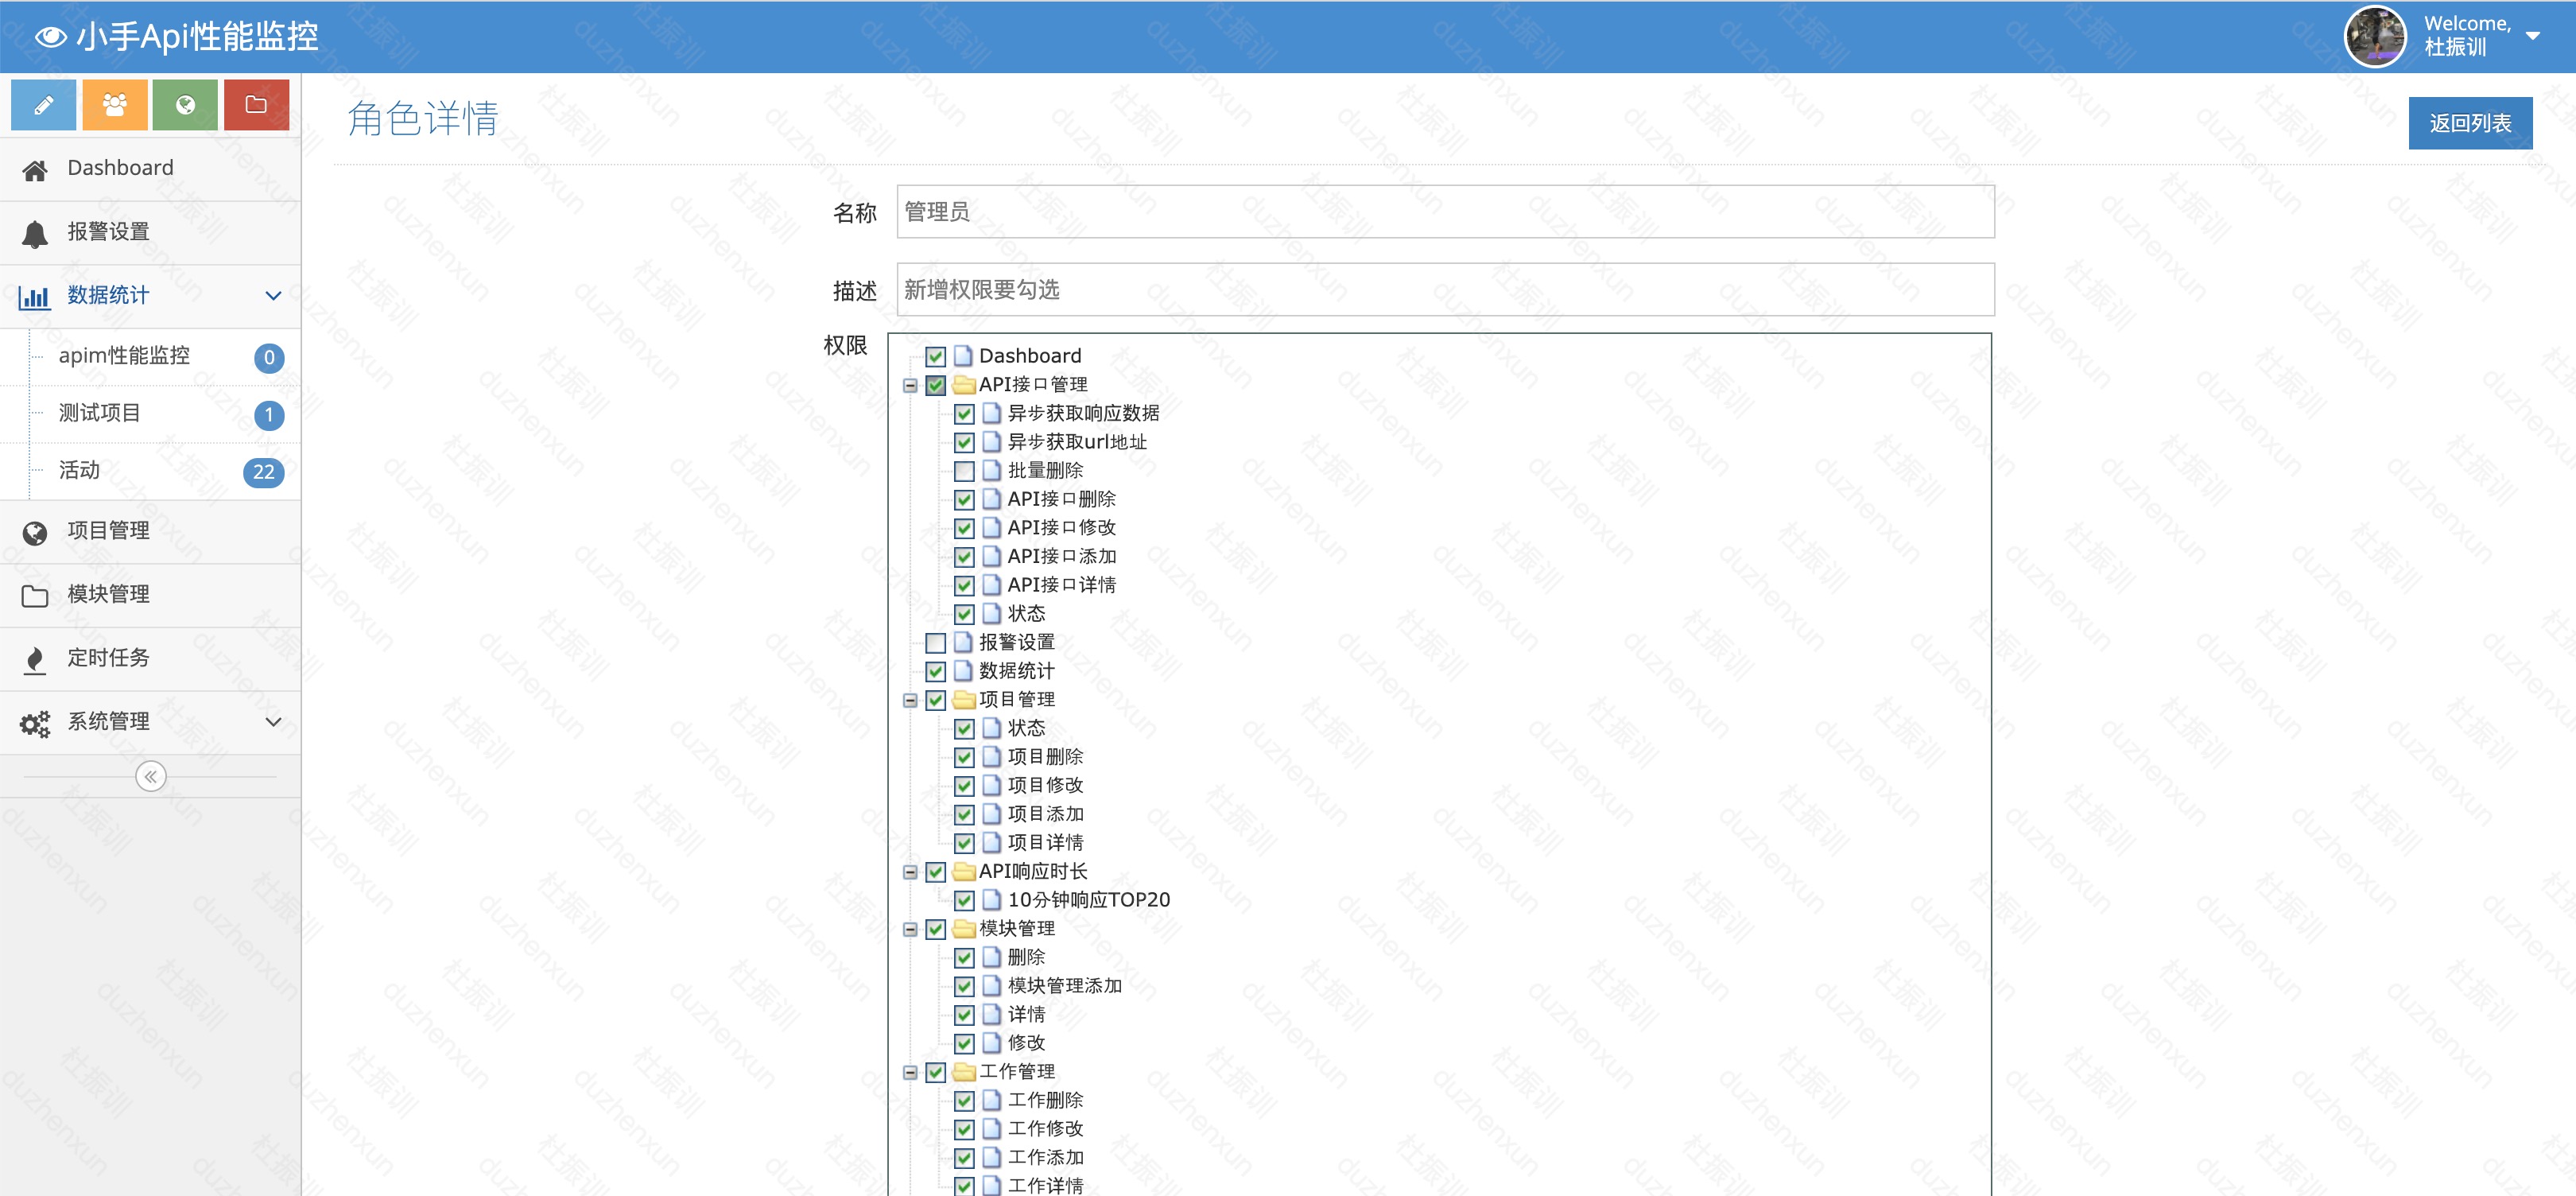 小手Api性能监控
Welcome,
杜振训
Dashboard
报警设置
数据统计
apim性能监控 0
测试项目 1
活动 22
项目管理
模块管理
定时任务
系统管理
角色详情
返回列表
名称 管理员
描述 新增权限要勾选
权限
Dashboard
API接口管理
异步获取响应数据
异步获取url地址
批量删除
API接口删除
API接口修改
API接口添加
API接口详情
状态
报警设置
数据统计
项目管理
状态
项目删除
项目修改
项目添加
项目详情
API响应时长
10分钟响应TOP20
模块管理
删除
模块管理添加
详情
修改
工作管理
工作删除
工作修改
工作添加
工作详情
杜振训
duzhenxun